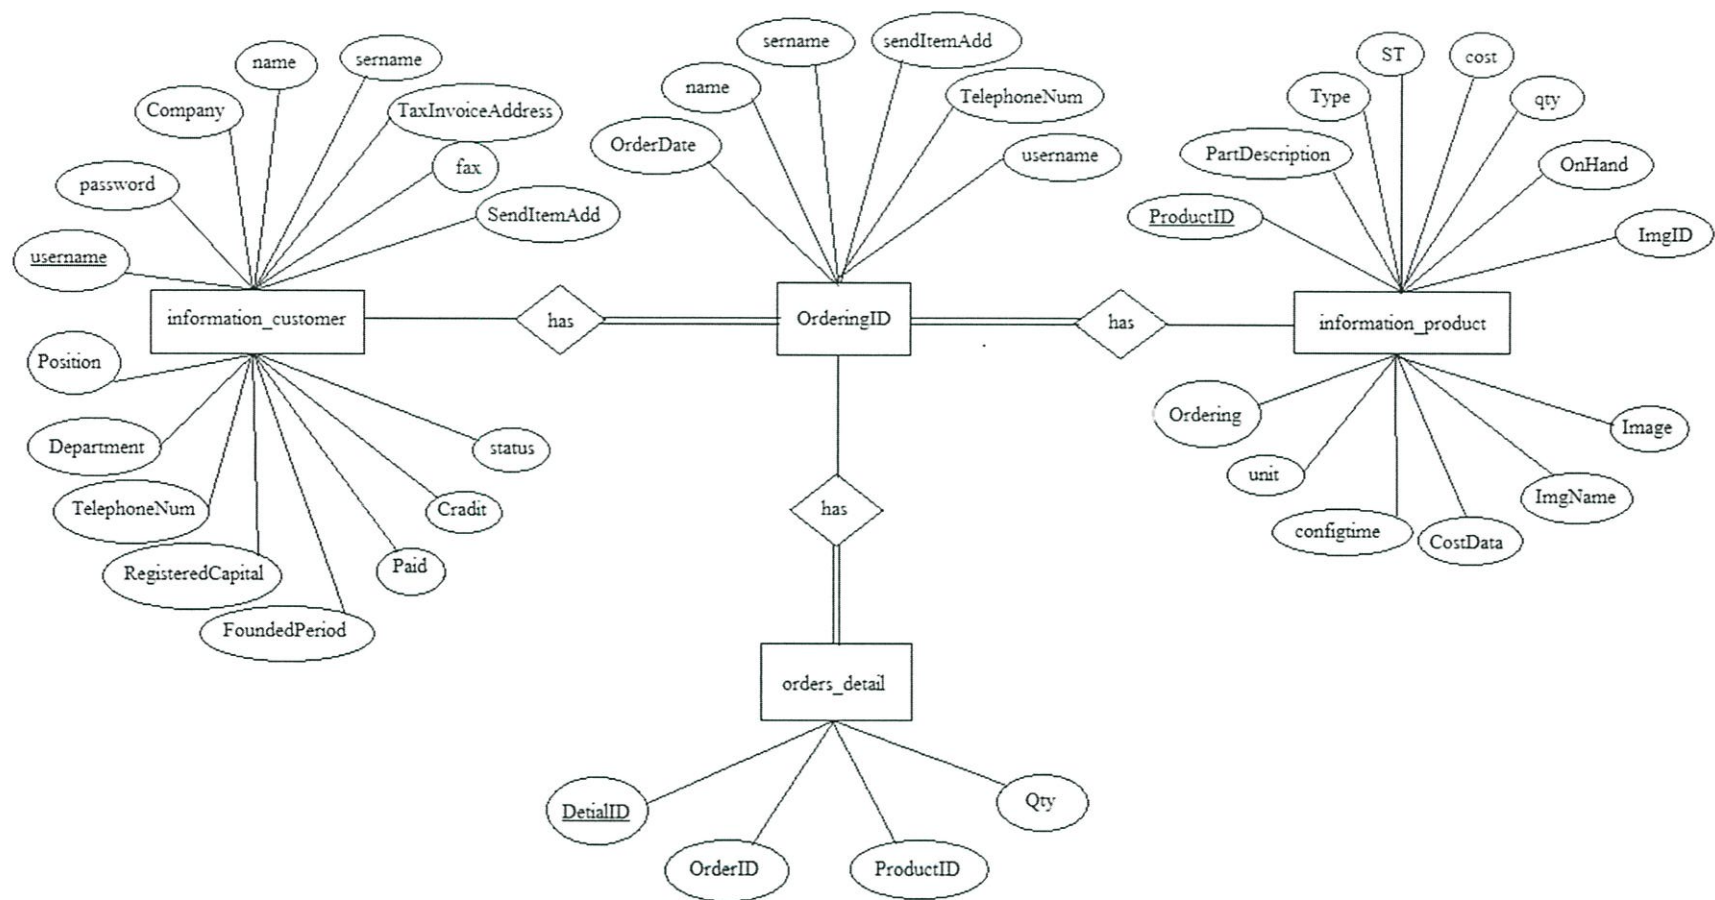 name
sername
Company
TaxInvoiceAddress
password
fax
username
SendItemAdd
information_customer
Position
Department
TelephoneNum
RegisteredCapital
FoundedPeriod
Paid
Cradit
status
has
sername
sendItemAdd
name
TelephoneNum
OrderDate
username
OrderingID
has
ST
cost
Type
qty
PartDescription
OnHand
ProductID
ImgID
information_product
Ordering
unit
configtime
CostData
ImgName
Image
has
orders_detail
DetialID
OrderID
ProductID
Qty